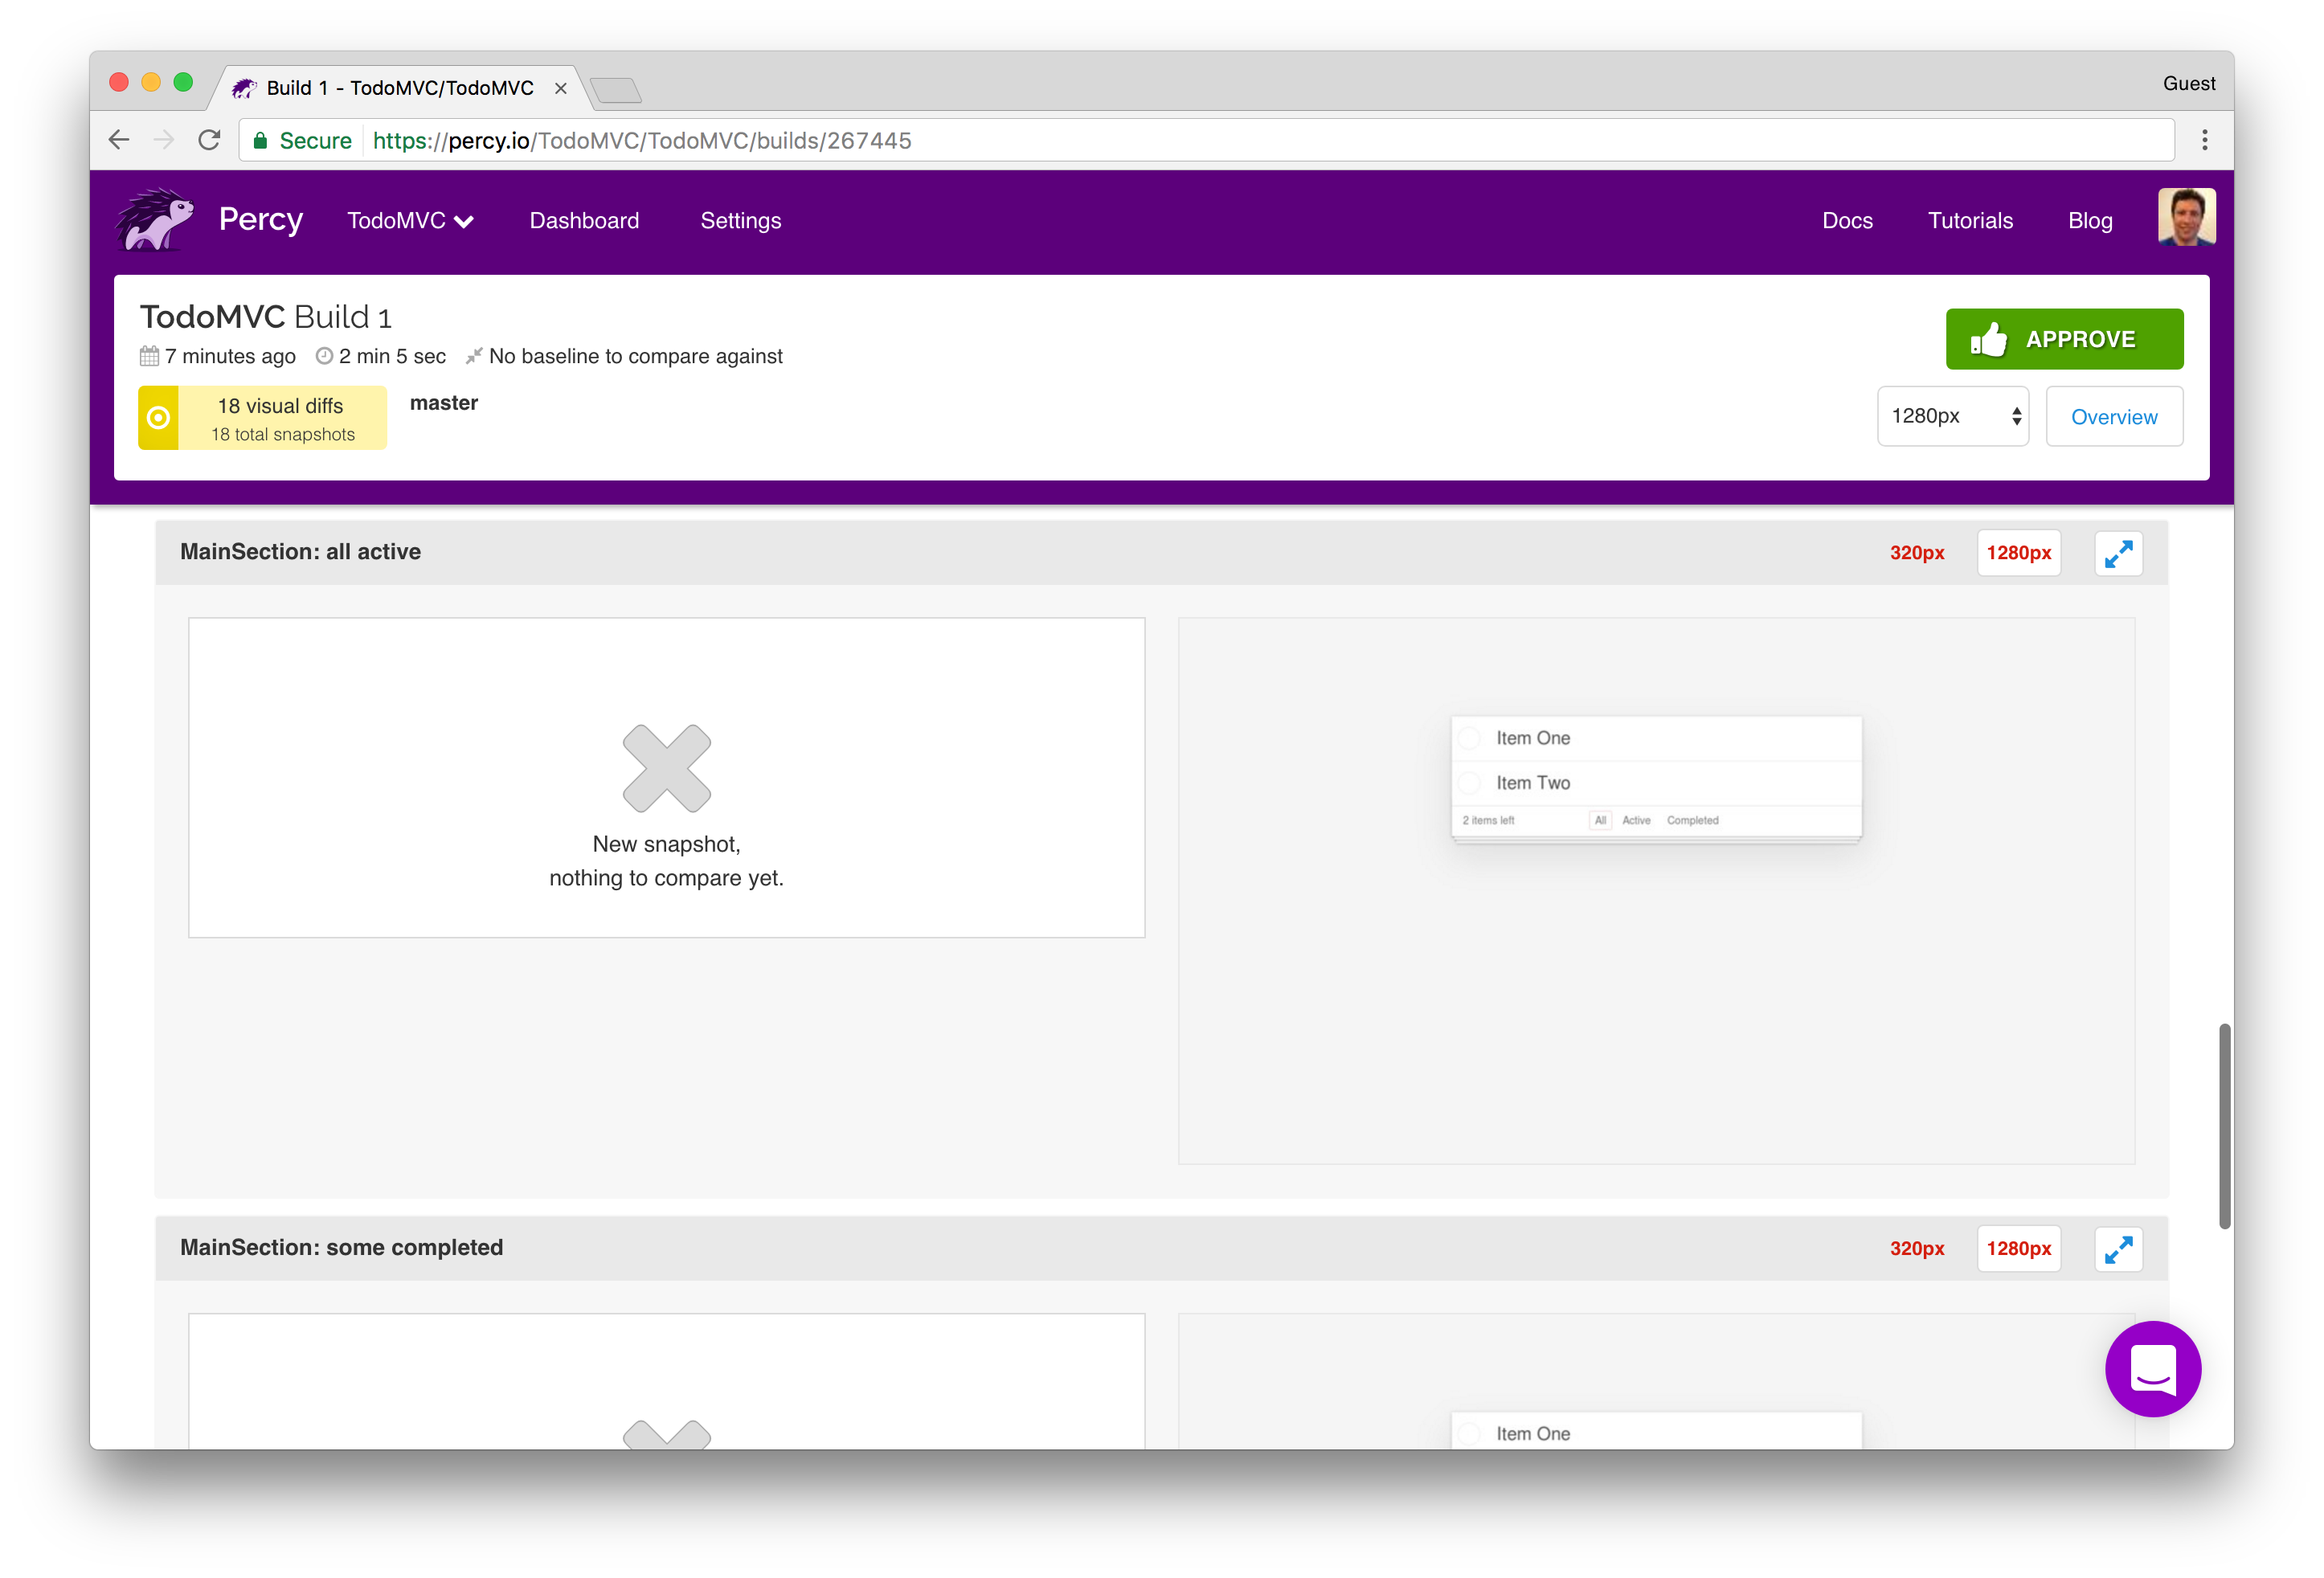 Build 1 - TodoMVC/TodoMVC
Guest
Secure https://percy.io/TodoMVC/TodoMVC/builds/267445
Percy TodoMVC Dashboard Settings Docs Tutorials Blog
TodoMVC Build 1
7 minutes ago 2 min 5 sec No baseline to compare against
APPROVE
18 visual diffs
18 total snapshots
master
1280px
Overview
MainSection: all active 320px 1280px
New snapshot,
nothing to compare yet.
Item One
Item Two
2 items left All Active Completed
MainSection: some completed 320px 1280px
Item One